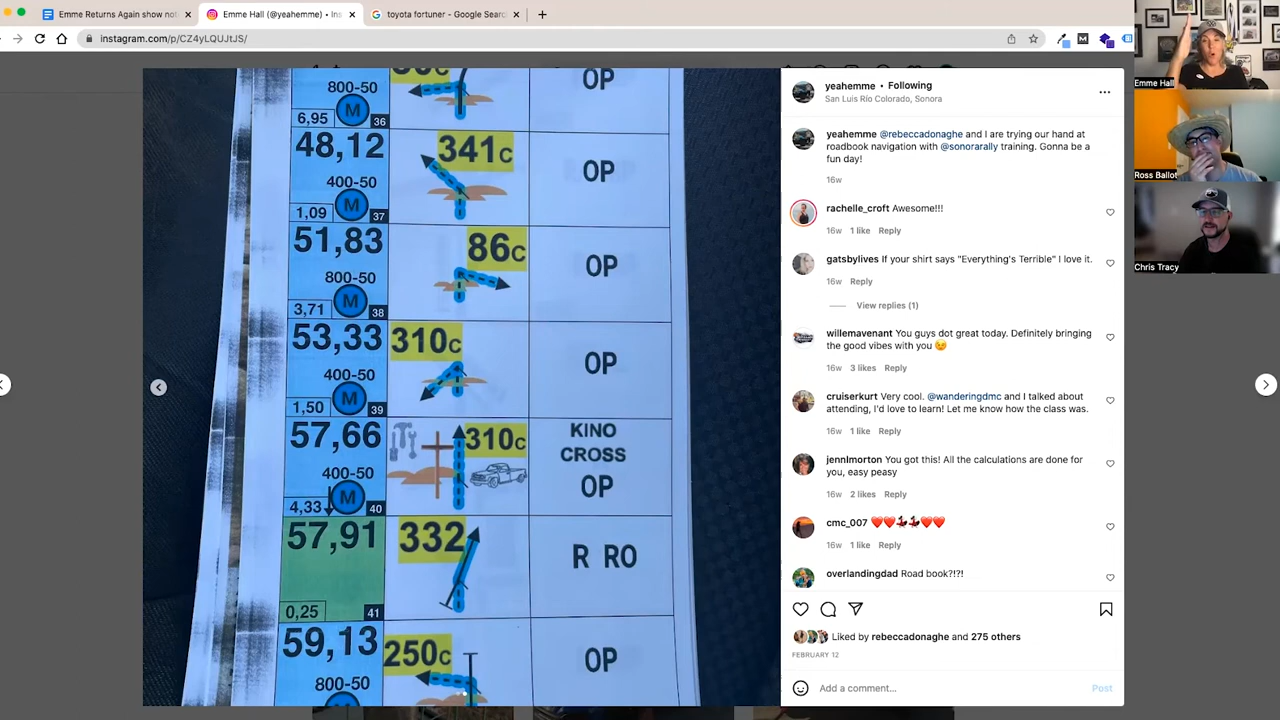 Emme Returns Again show not
Emme Hall (@yeahemme) • Ins
toyota fortuner - Google Searc
instagram.com/p/CZ4yLQUJtJS/
800-50
M
6,95
36
OP
48,12
341c
400-50
M
1,09
37
OP
51,83
86c
800-50
M
3,71
38
OP
53,33
310c
400-50
M
1,50
39
OP
57,66
310c
400-50
M
4,33
40
KINO
CROSS
OP
57,91
332
0,25
41
R RO
59,13
250c
800-50
OP
yeahemme • Following
San Luis Río Colorado, Sonora
yeahemme @rebeccadonaghe and I are trying our hand at
roadbook navigation with @sonorarally training. Gonna be a
fun day!
16w
rachelle_croft Awesome!!!
16w 1 like Reply
gatsbylives If your shirt says "Everything's Terrible" I love it.
16w Reply
View replies (1)
willemavenant You guys dot great today. Definitely bringing
the good vibes with you 😉
16w 3 likes Reply
cruiserkurt Very cool. @wanderingdmc and I talked about
attending, I'd love to learn! Let me know how the class was.
16w 1 like Reply
jennlmorton You got this! All the calculations are done for
you, easy peasy
16w 2 likes Reply
cmc_007 ❤️❤️💃💃❤️❤️
16w 1 like Reply
overlandingdad Road book?!?!
Liked by rebeccadonaghe and 275 others
FEBRUARY 12
Add a comment...
Post
Emme Hall
Ross Ballot
Chris Tracy